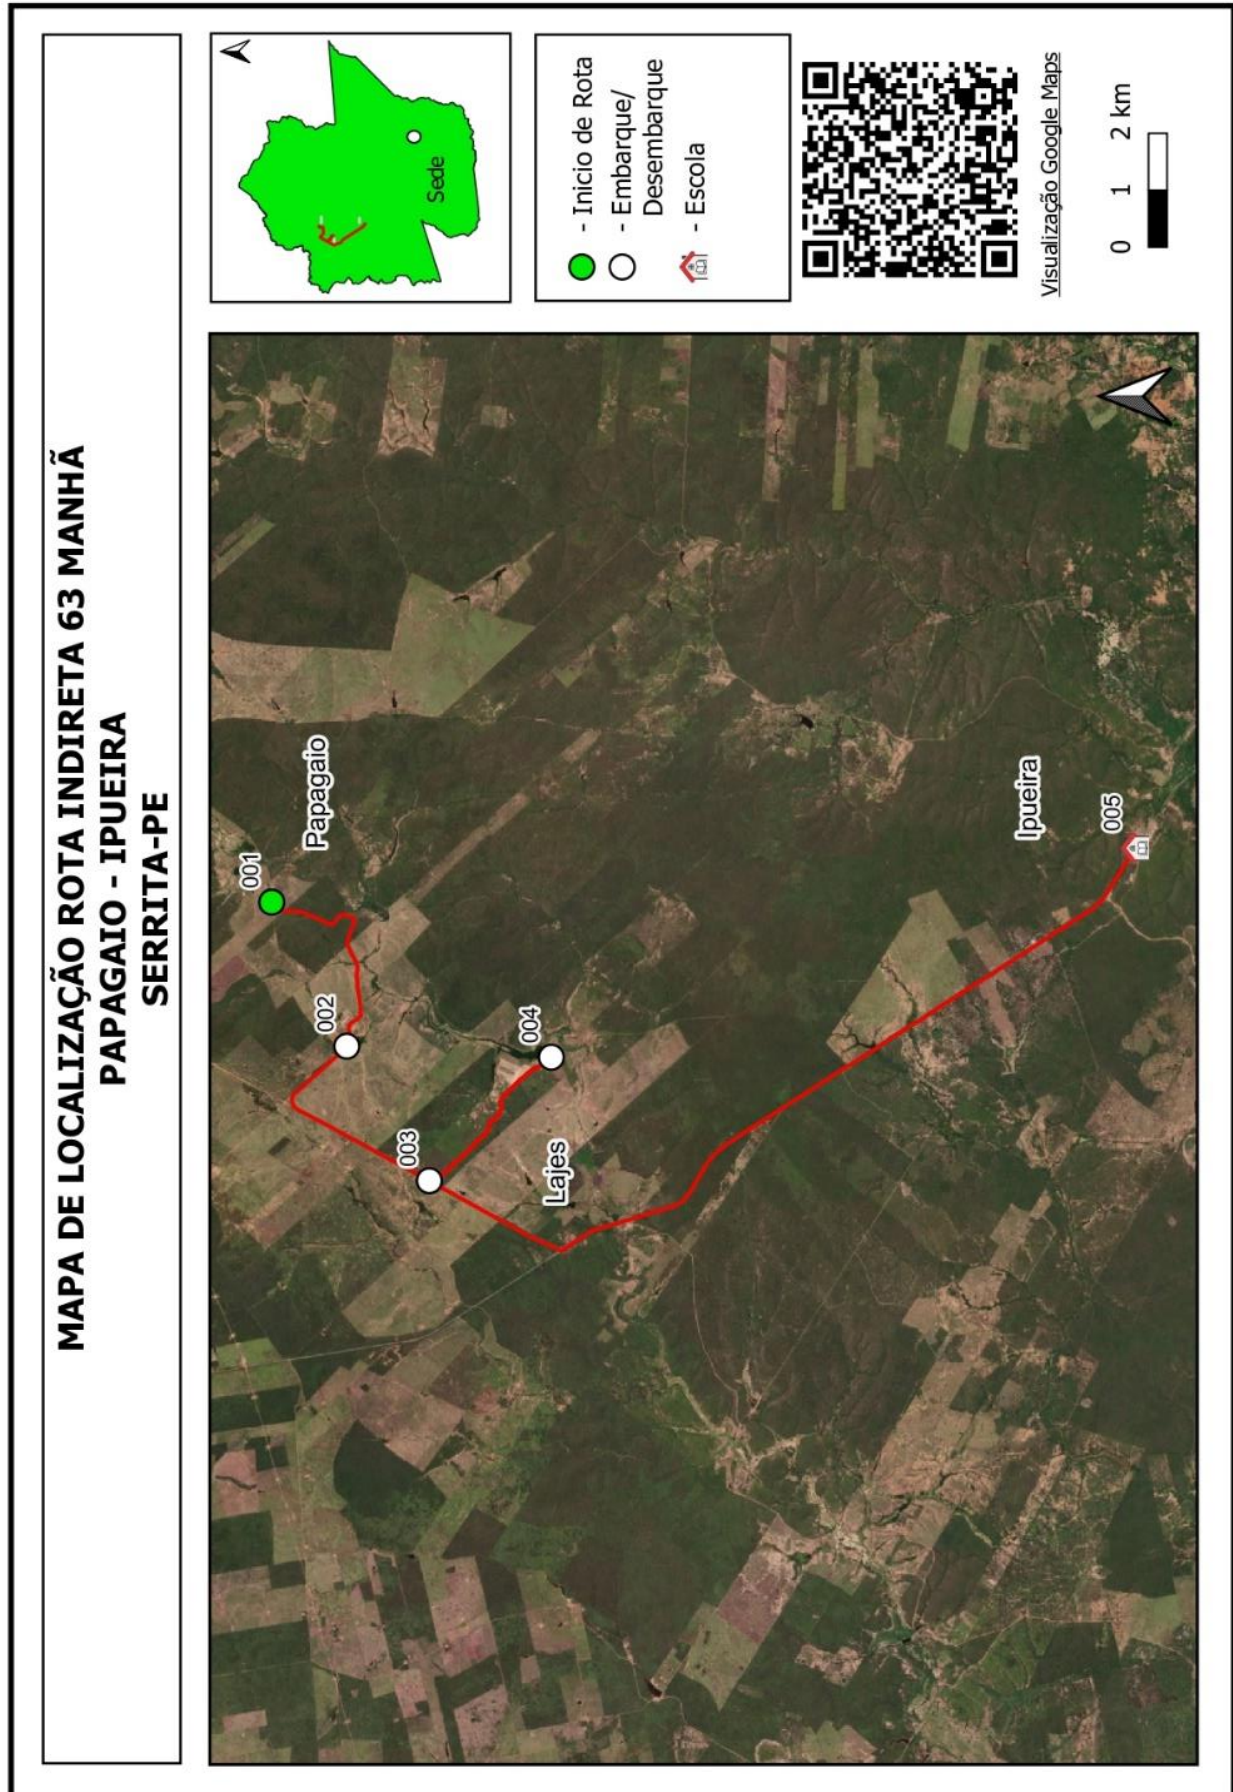 MAPA DE LOCALIZAÇÃO ROTA INDIRETA 63 MANHÃ
PAPAGAIO - IPUEIRA
SERRITA-PE
001
Papagaio
002
003
004
Lajes
Ipueira
005
Sede
- Inicio de Rota
- Embarque/
Desembarque
- Escola
Visualização Google Maps
0 1 2 km